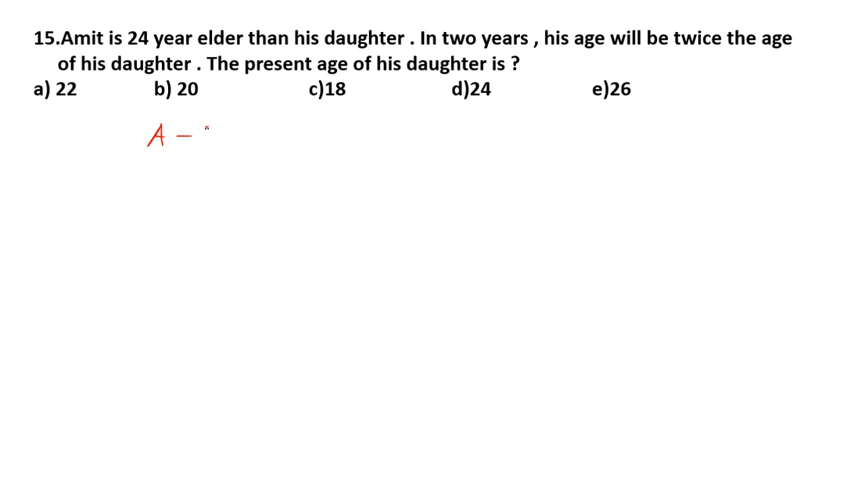 15.Amit is 24 year elder than his daughter . In two years , his age will be twice the age
of his daughter . The present age of his daughter is ?
a) 22 b) 20 c)18 d)24 e)26
A -